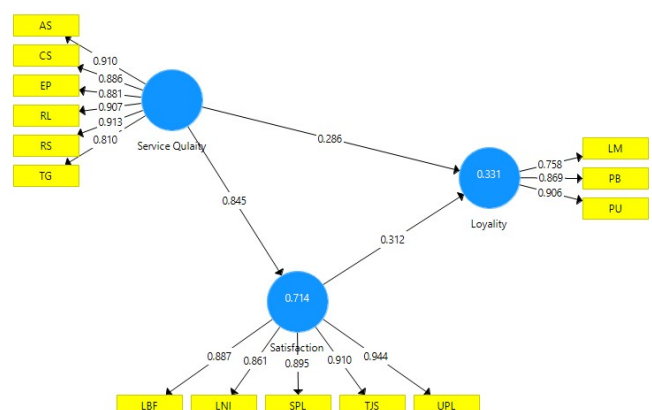 AS
CS
EP
RL
RS
TG
0.910
0.886
0.881
0.907
0.913
0.810
Service Qulaity
0.286
0.845
0.312
0.331
Loyality
0.758
0.869
0.906
LM
PB
PU
0.714
Satisfaction
0.887
0.861
0.895
0.910
0.944
LBF
LNI
SPL
TJS
UPL